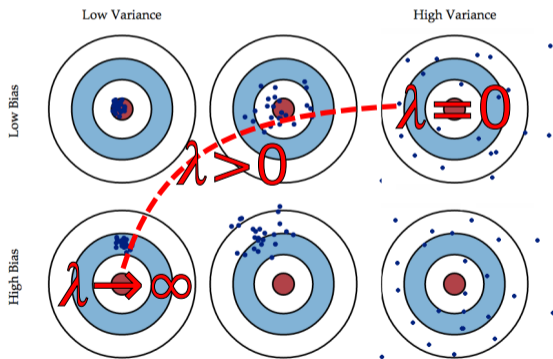 Low Variance
High Variance
Low Bias
λ = 0
λ > 0
High Bias
λ → ∞